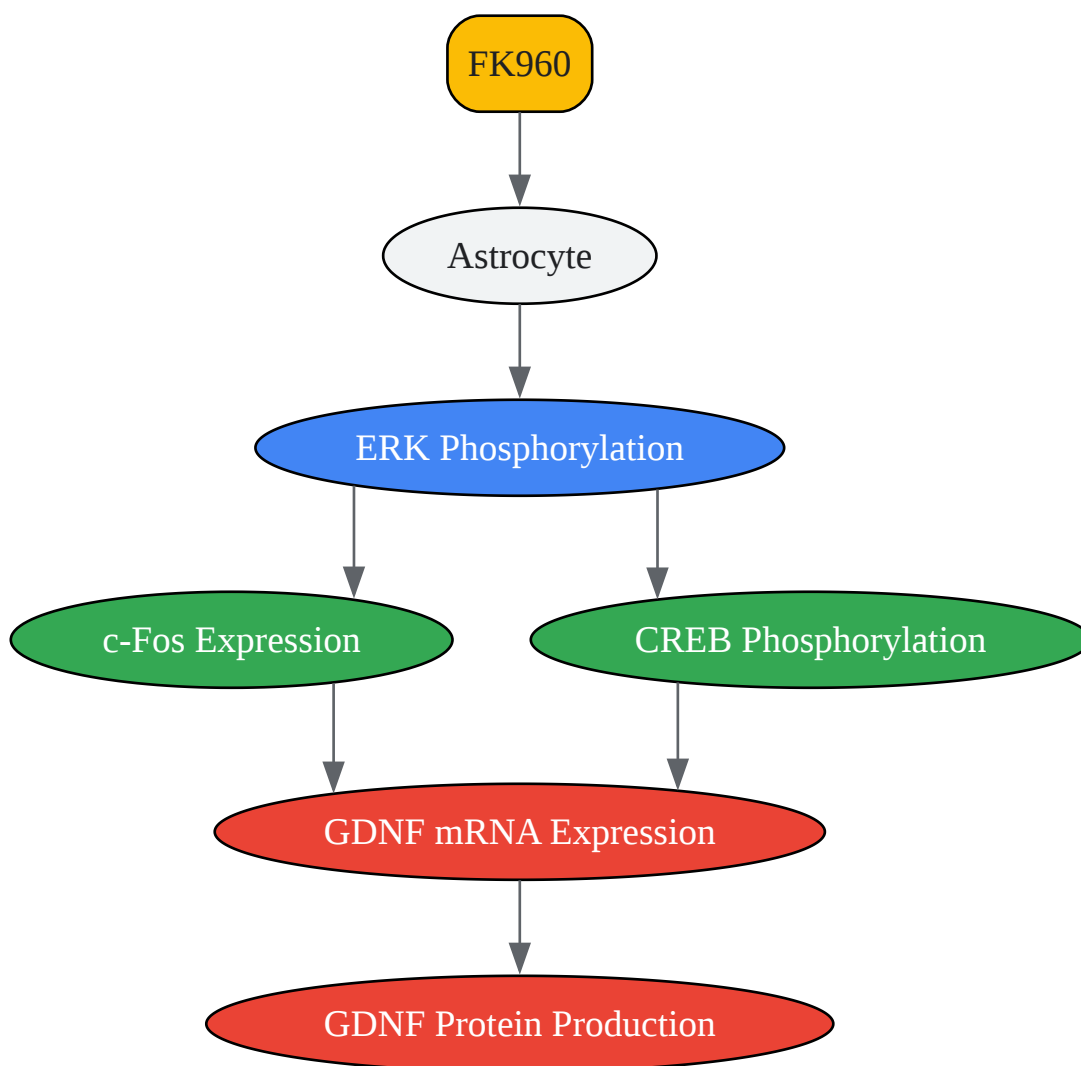 FK960
Astrocyte
ERK Phosphorylation
c-Fos Expression
CREB Phosphorylation
GDNF mRNA Expression
GDNF Protein Production